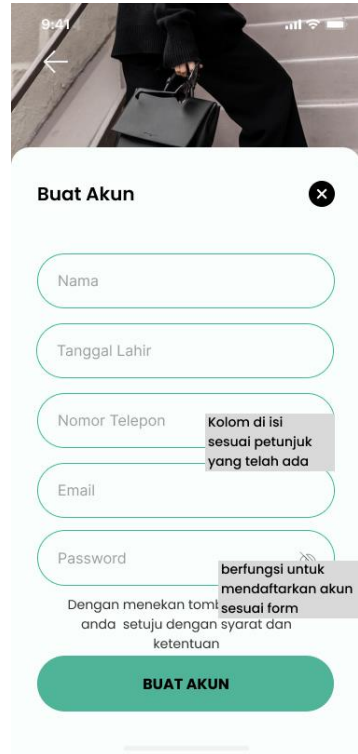 9:41
Buat Akun
Nama
Tanggal Lahir
Nomor Telepon
Kolom di isi
sesuai petunjuk
yang telah ada
Email
Password
berfungsi untuk
mendaftarkan akun
sesuai form
Dengan menekan
anda setuju dengan syarat dan
ketentuan
BUAT AKUN